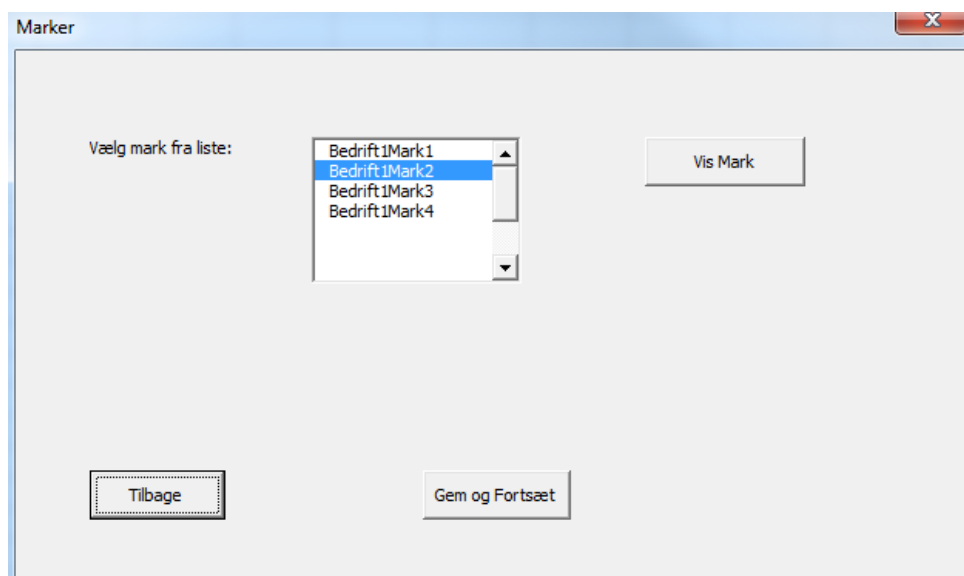 Marker
Vælg mark fra liste:
Bedrift1Mark1
Bedrift1Mark2
Bedrift1Mark3
Bedrift1Mark4
Vis Mark
Tilbage
Gem og Fortsæt